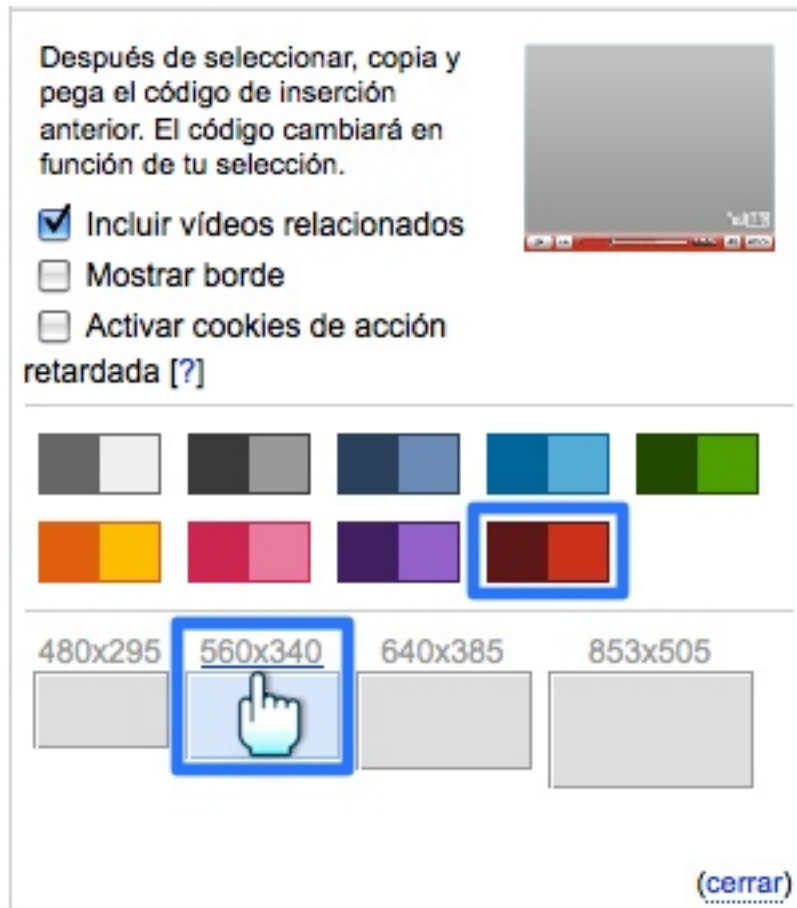 Después de seleccionar, copia y
pega el código de inserción
anterior. El código cambiará en
función de tu selección.
Incluir vídeos relacionados
Mostrar borde
Activar cookies de acción
retardada [?]
480x295 560x340 640x385 853x505
(cerrar)